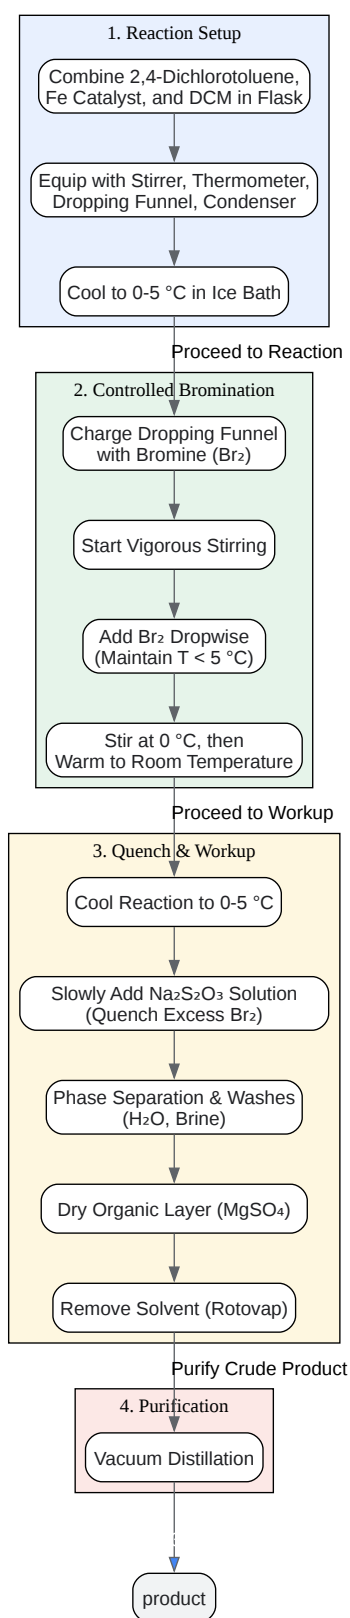 1. Reaction Setup
Combine 2,4-Dichlorotoluene,
Fe Catalyst, and DCM in Flask
Equip with Stirrer, Thermometer,
Dropping Funnel, Condenser
Cool to 0-5 °C in Ice Bath
Proceed to Reaction
2. Controlled Bromination
Charge Dropping Funnel
with Bromine (Br₂)
Start Vigorous Stirring
Add Br₂ Dropwise
(Maintain T < 5 °C)
Stir at 0 °C, then
Warm to Room Temperature
Proceed to Workup
3. Quench & Workup
Cool Reaction to 0-5 °C
Slowly Add Na₂S₂O₃ Solution
(Quench Excess Br₂)
Phase Separation & Washes
(H₂O, Brine)
Dry Organic Layer (MgSO₄)
Remove Solvent (Rotovap)
Purify Crude Product
4. Purification
Vacuum Distillation
product